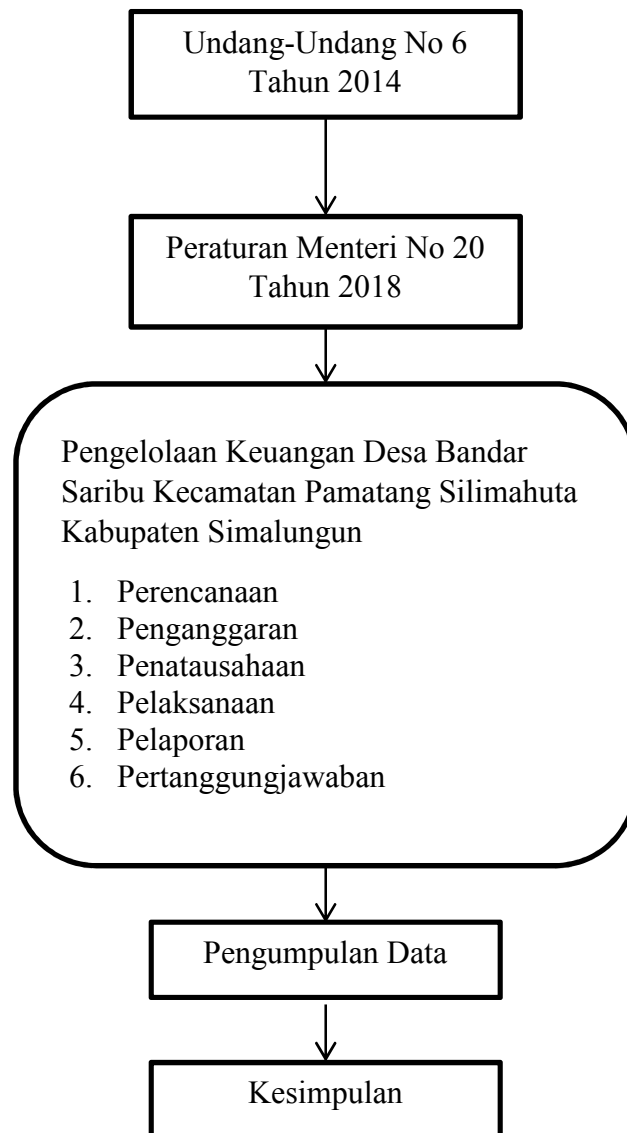 Undang-Undang No 6
Tahun 2014
Peraturan Menteri No 20
Tahun 2018
Pengelolaan Keuangan Desa Bandar
Saribu Kecamatan Pamatang Silimahuta
Kabupaten Simalungun
1. Perencanaan
2. Penganggaran
3. Penatausahaan
4. Pelaksanaan
5. Pelaporan
6. Pertanggungjawaban
Pengumpulan Data
Kesimpulan